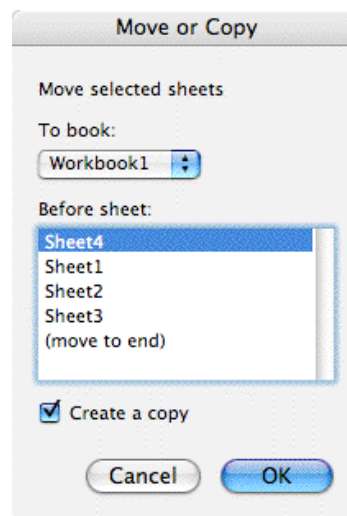 Move or Copy
Move selected sheets
To book:
Workbook1
Before sheet:
Sheet4
Sheet1
Sheet2
Sheet3
(move to end)
Create a copy
Cancel OK